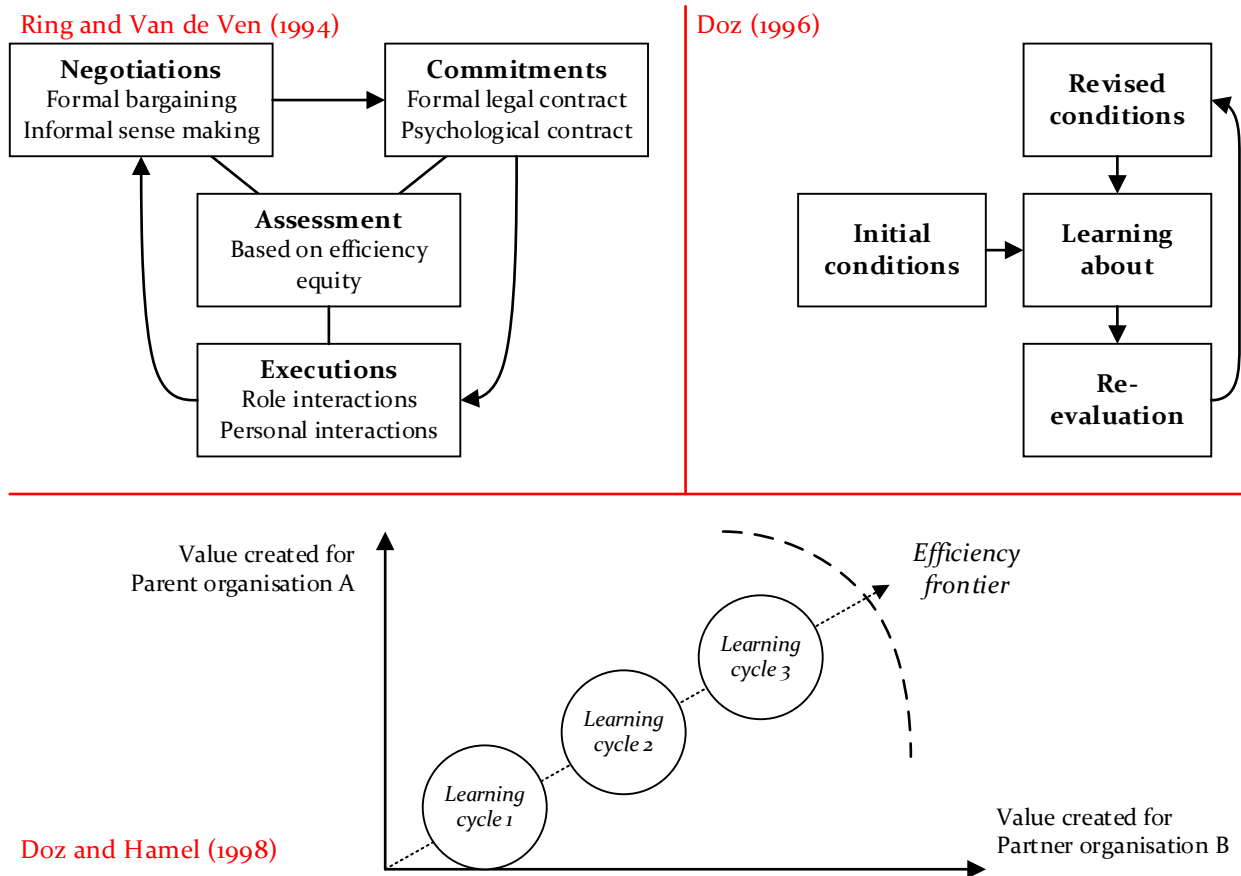 Ring and Van de Ven (1994)
Negotiations
Formal bargaining
Informal sense making
Commitments
Formal legal contract
Psychological contract
Assessment
Based on efficiency
equity
Executions
Role interactions
Personal interactions
Doz (1996)
Revised
conditions
Initial
conditions
Learning
about
Re-
evaluation
Value created for
Parent organisation A
Efficiency
frontier
Learning
cycle 3
Learning
cycle 2
Learning
cycle 1
Value created for
Partner organisation B
Doz and Hamel (1998)